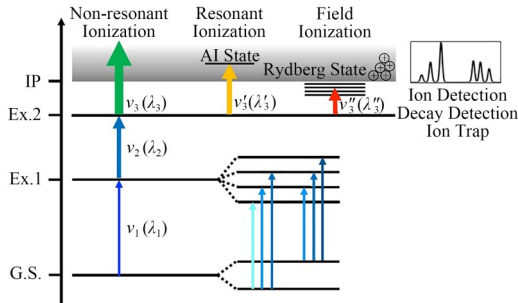 Non-resonant
Ionization
Resonant
Ionization
Field
Ionization
AI State
Rydberg State
IP
ν₃(λ₃)
ν₃′(λ₃′)
ν₃″(λ₃″)
Ex.2
ν₂(λ₂)
Ex.1
ν₁(λ₁)
G.S.
Ion Detection
Decay Detection
Ion Trap